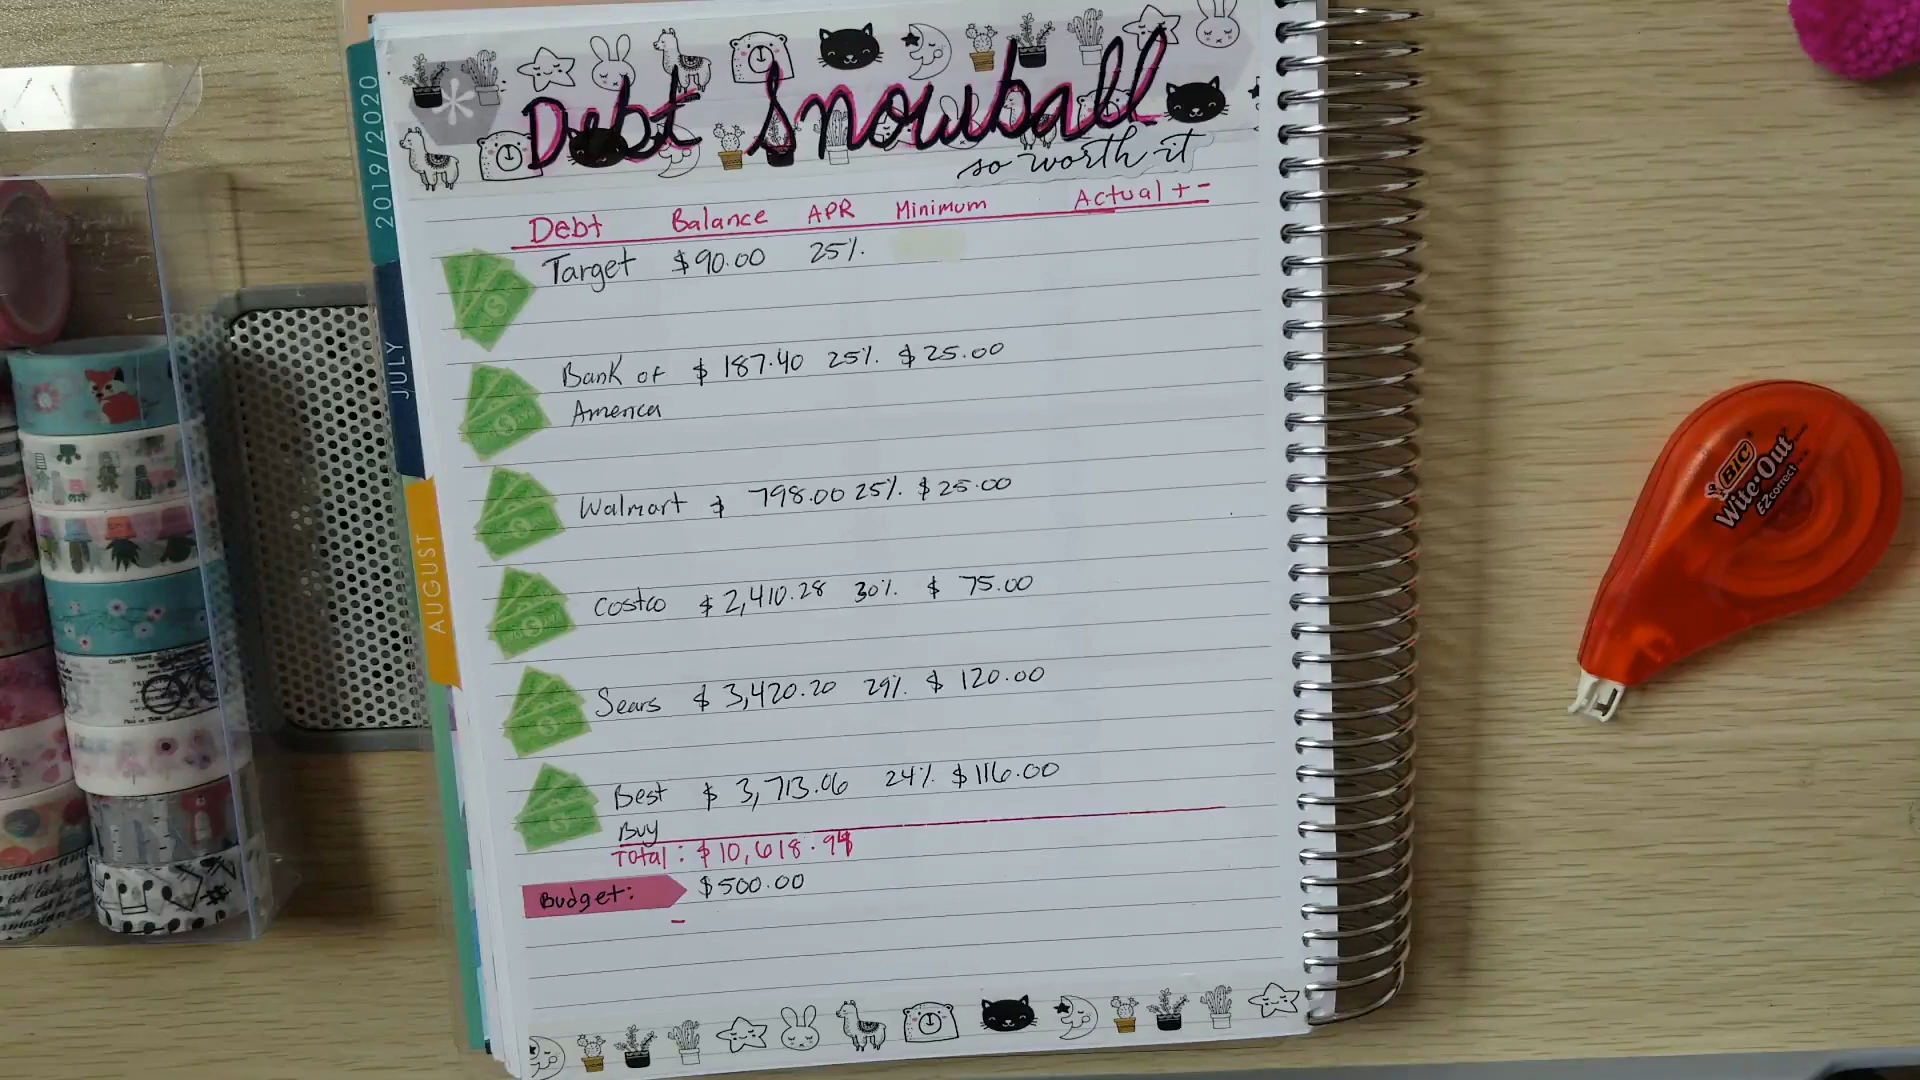 Debt Snowball
so worth it
Debt Balance APR Minimum Actual + -
Target $90.00 25%.
Bank of $187.40 25%. $25.00
America
Walmart $ 798.00 25%. $25.00
Costco $2,410.28 30%. $ 75.00
Sears $3,420.20 29%. $ 120.00
Best $ 3,713.06 24%. $116.00
Buy
Total: $10,618.94
Budget: $500.00
-
2019/2020
JULY
AUGUST
BIC
Wite-Out
EZ correct